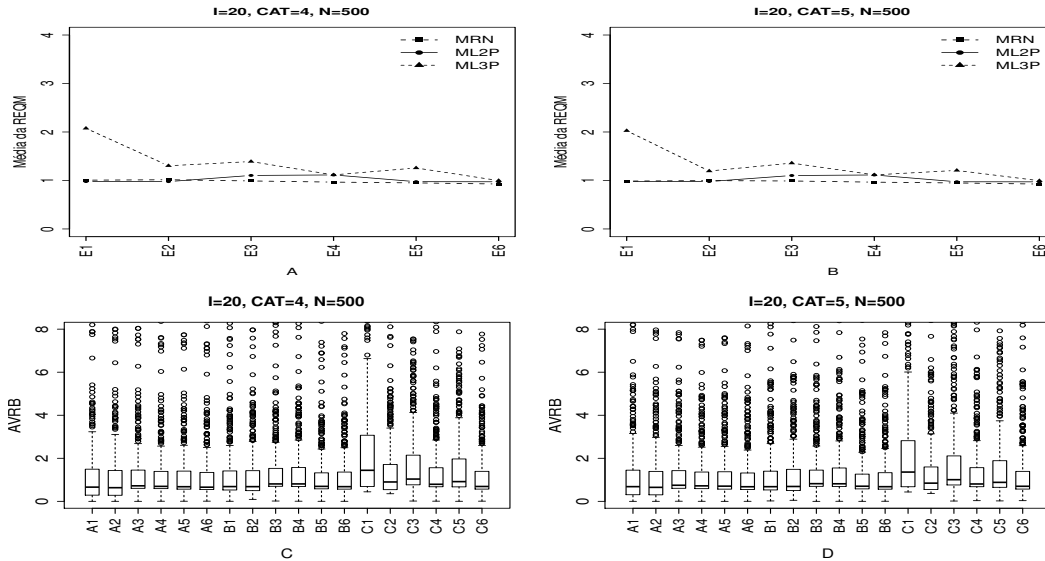 I=20, CAT=4, N=500
Média da REQM
4
3
2
1
0
MRN
ML2P
ML3P
E1 E2 E3 E4 E5 E6
A
I=20, CAT=5, N=500
Média da REQM
4
3
2
1
0
MRN
ML2P
ML3P
E1 E2 E3 E4 E5 E6
B
I=20, CAT=4, N=500
AVRB
8
6
4
2
0
A1 A2 A3 A4 A5 A6 B1 B2 B3 B4 B5 B6 C1 C2 C3 C4 C5 C6
C
I=20, CAT=5, N=500
AVRB
8
6
4
2
0
A1 A2 A3 A4 A5 A6 B1 B2 B3 B4 B5 B6 C1 C2 C3 C4 C5 C6
D